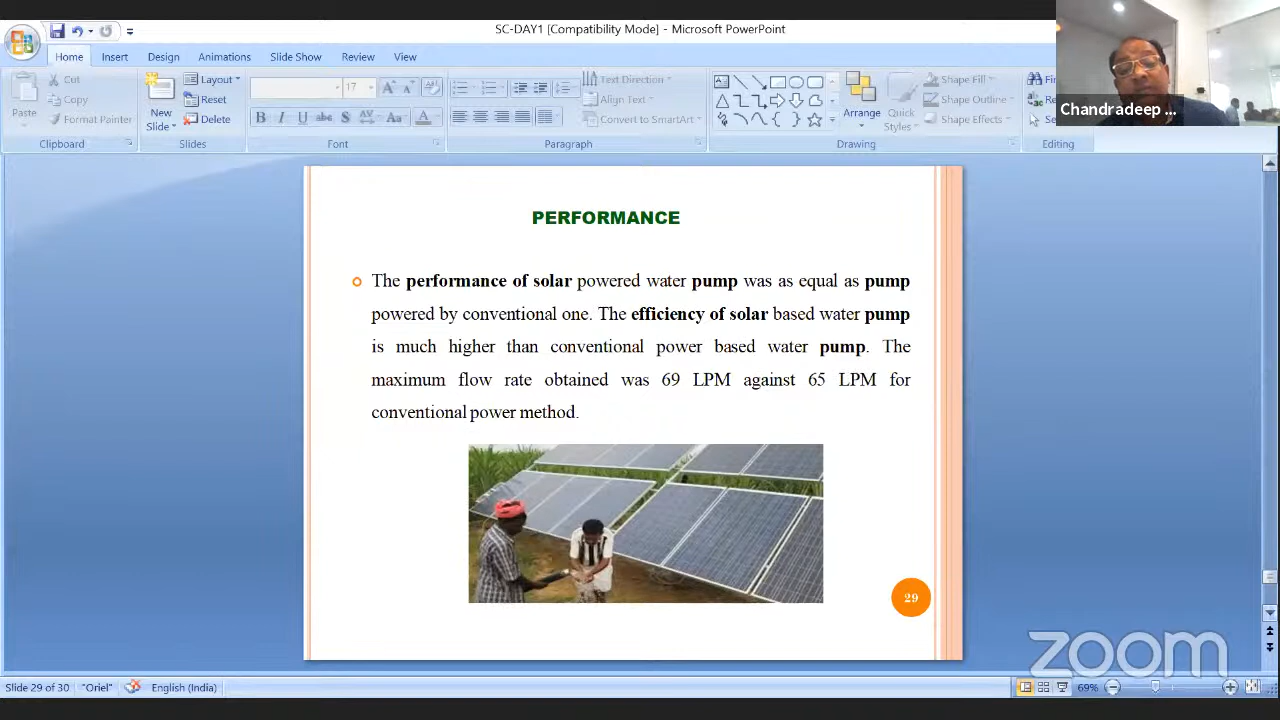 SC-DAY1 [Compatibility Mode] - Microsoft PowerPoint
Home Insert Design Animations Slide Show Review View
Paste
Cut
Copy
Format Painter
Clipboard
New
Slide
Layout
Reset
Delete
Slides
17
B I U abc S AV Aa A
Font
Text Direction
Align Text
Convert to SmartArt
Paragraph
Arrange
Quick
Styles
Shape Fill
Shape Outline
Shape Effects
Drawing
Editing
Chandradeep ...
PERFORMANCE
The performance of solar powered water pump was as equal as pump
powered by conventional one. The efficiency of solar based water pump
is much higher than conventional power based water pump. The
maximum flow rate obtained was 69 LPM against 65 LPM for
conventional power method.
29
zoom
Slide 29 of 30 "Oriel" English (India) 69%